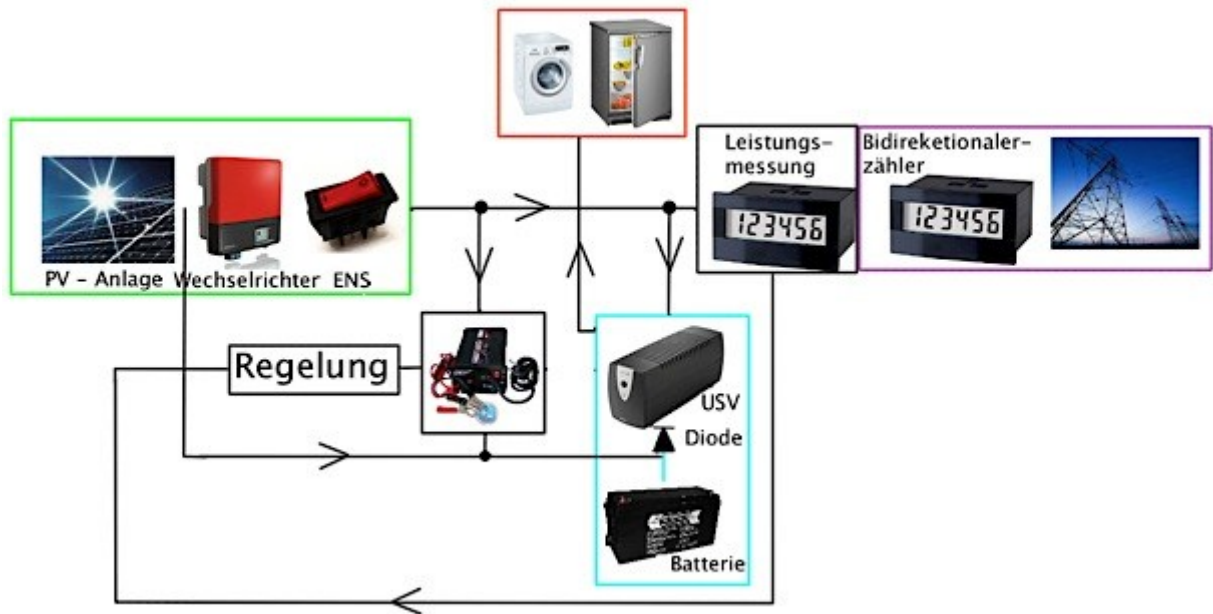 Leistungs-
messung
Bidireketionaler-
zähler
123456
123456
PV - Anlage Wechselrichter ENS
Regelung
USV
Diode
Batterie